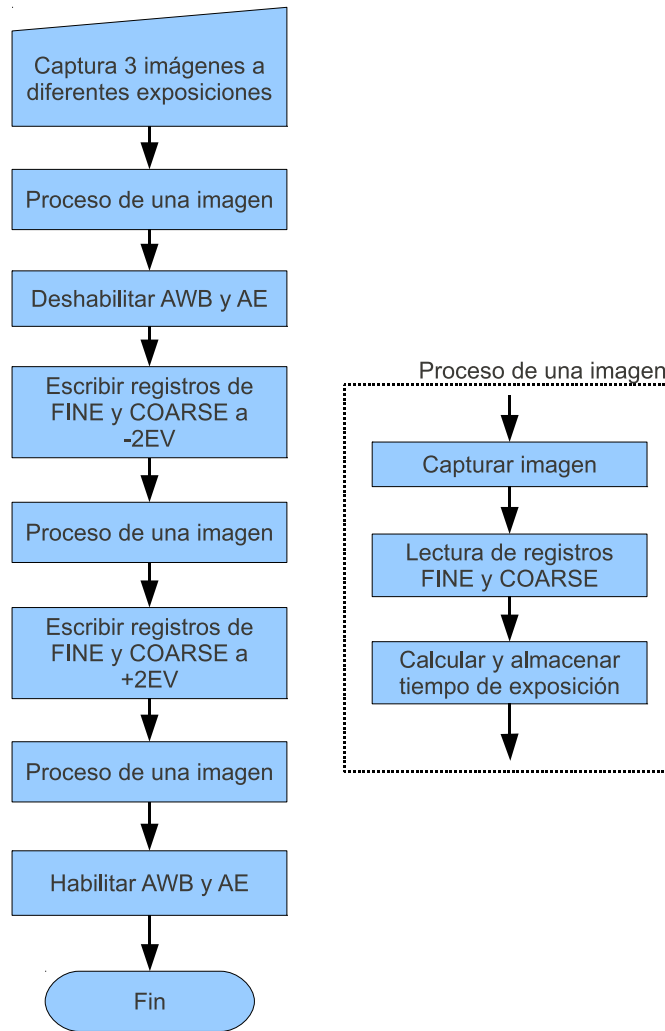 Captura 3 imágenes a
diferentes exposiciones
Proceso de una imagen
Deshabilitar AWB y AE
Escribir registros de
FINE y COARSE a
-2EV
Proceso de una imagen
Escribir registros de
FINE y COARSE a
+2EV
Proceso de una imagen
Habilitar AWB y AE
Fin
Proceso de una imagen
Capturar imagen
Lectura de registros
FINE y COARSE
Calcular y almacenar
tiempo de exposición